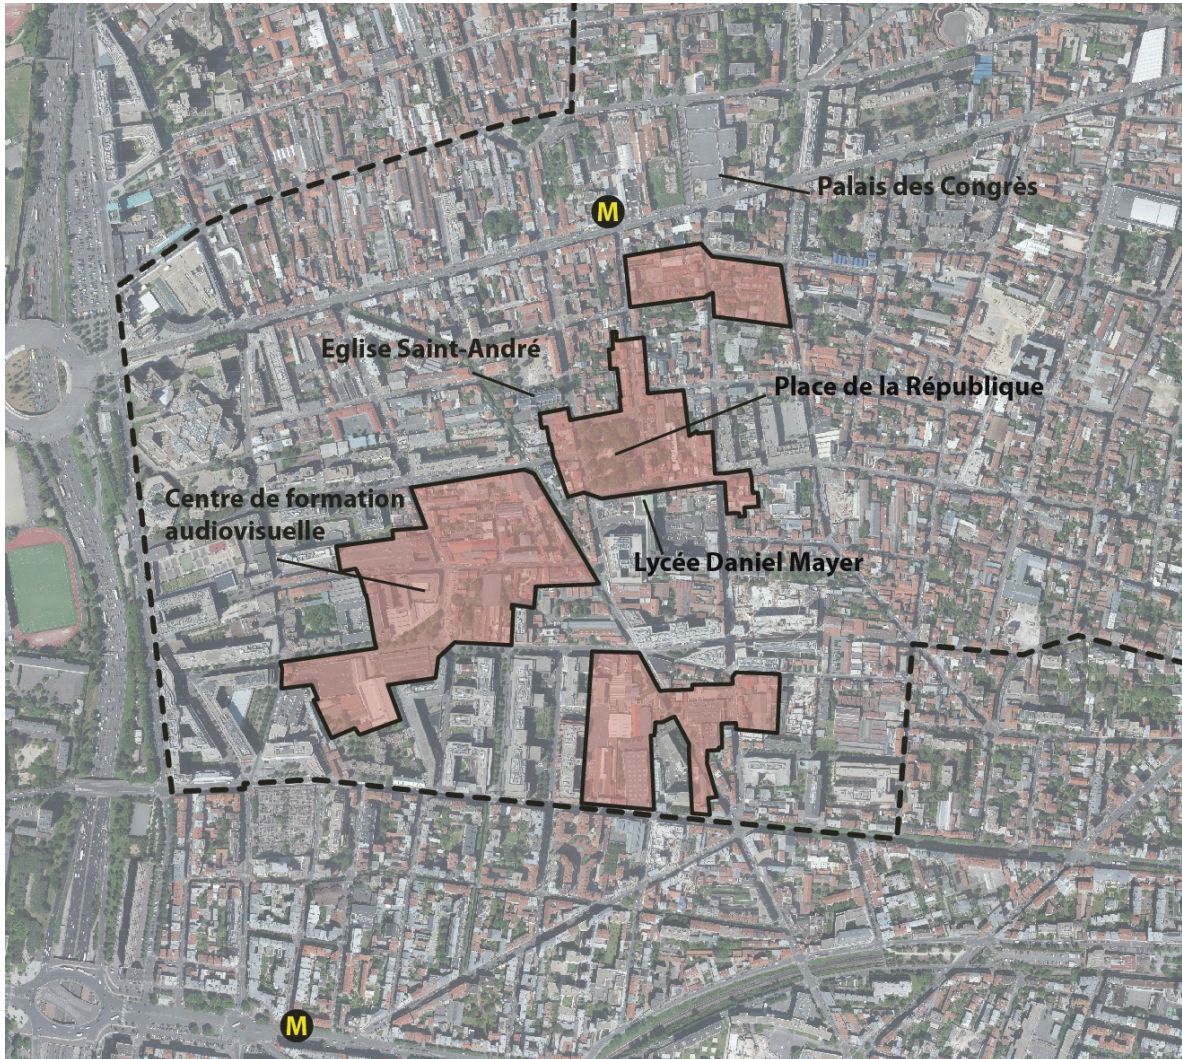 Palais des Congrès
M
Eglise Saint-André
Place de la République
Centre de formation
audiovisuelle
Lycée Daniel Mayer
M